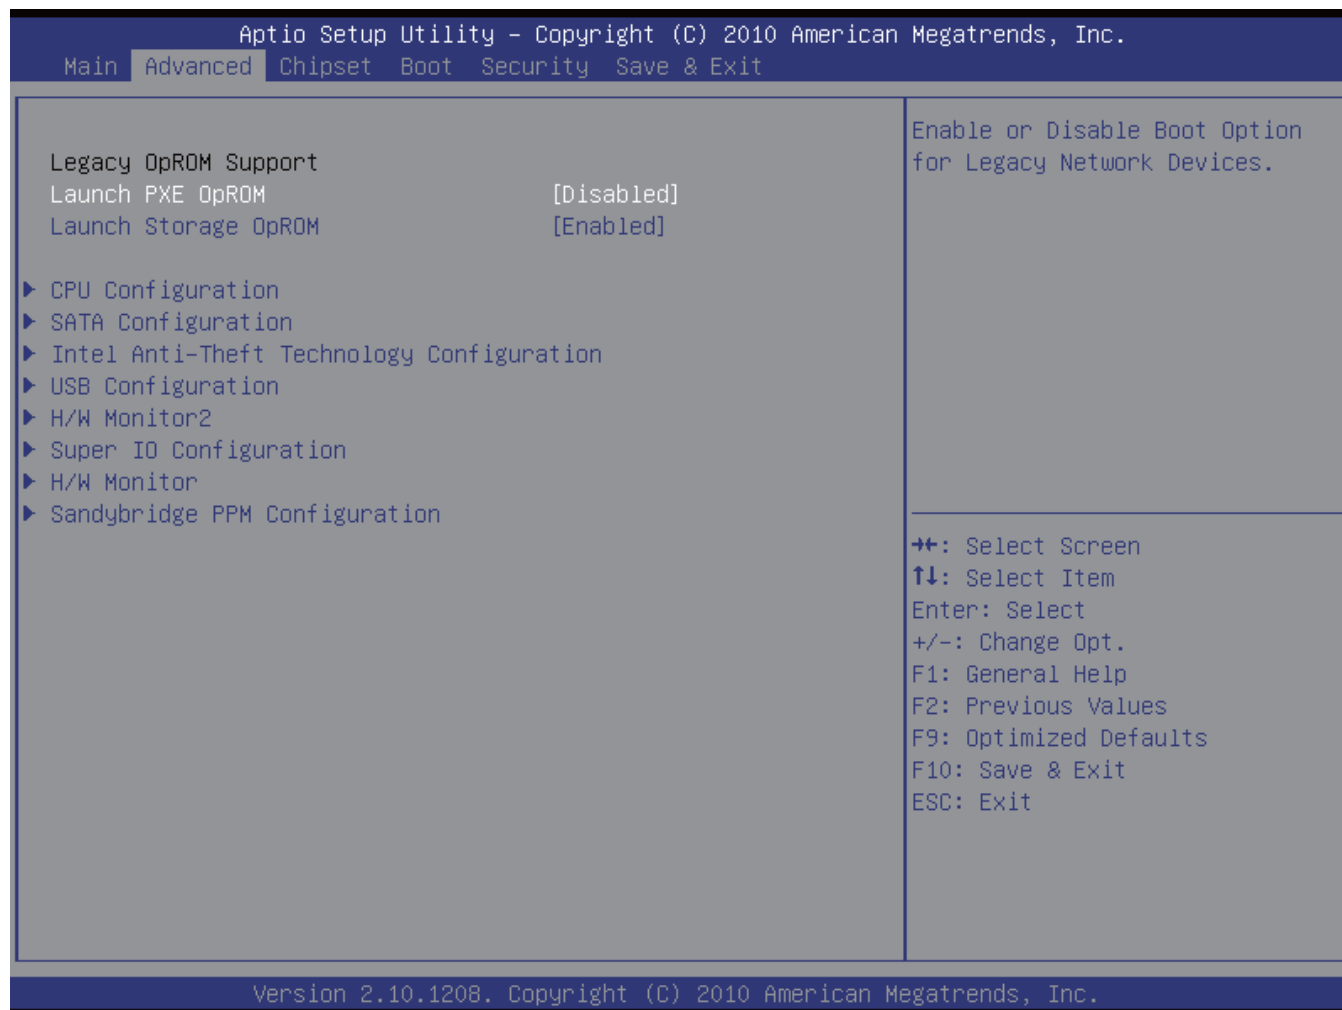 Aptio Setup Utility – Copyright (C) 2010 American Megatrends, Inc.
Main Advanced Chipset Boot Security Save & Exit
Legacy OpROM Support
Launch PXE OpROM [Disabled]
Launch Storage OpROM [Enabled]
▶ CPU Configuration
▶ SATA Configuration
▶ Intel Anti-Theft Technology Configuration
▶ USB Configuration
▶ H/W Monitor2
▶ Super IO Configuration
▶ H/W Monitor
▶ Sandybridge PPM Configuration
Enable or Disable Boot Option
for Legacy Network Devices.
→←: Select Screen
↑↓: Select Item
Enter: Select
+/-: Change Opt.
F1: General Help
F2: Previous Values
F9: Optimized Defaults
F10: Save & Exit
ESC: Exit
Version 2.10.1208. Copyright (C) 2010 American Megatrends, Inc.